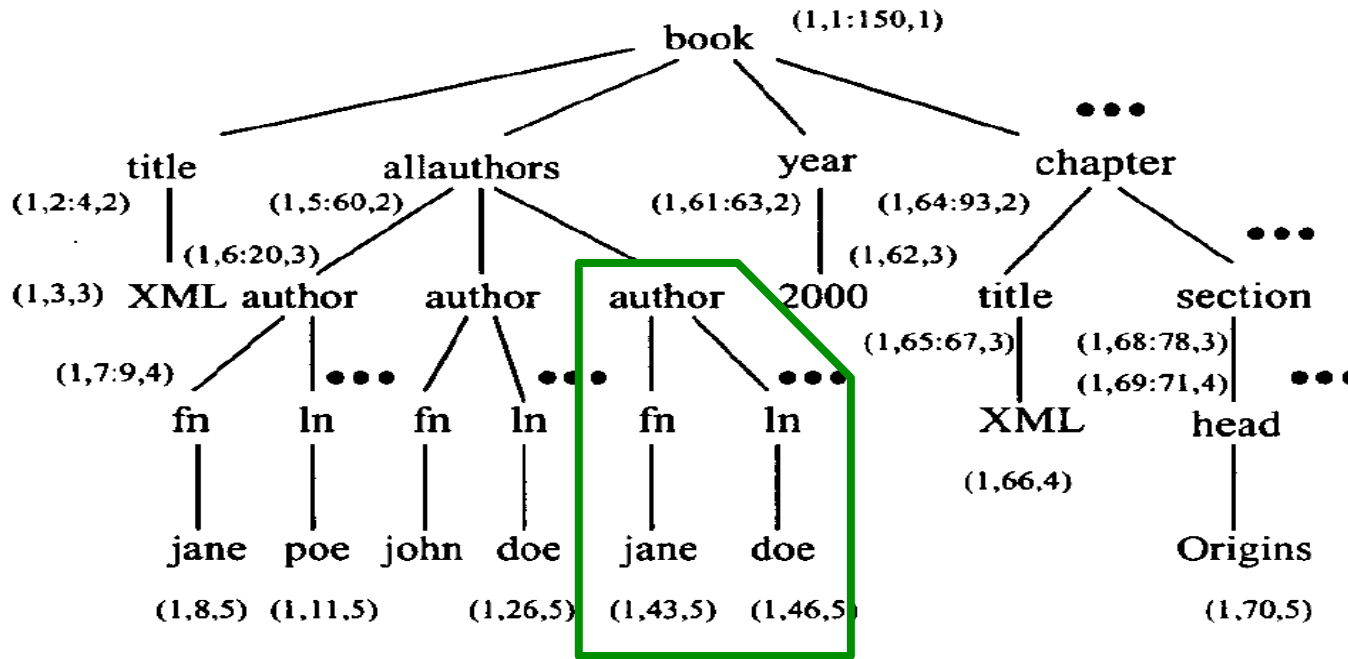 (1,1:150,1)
book
title allauthors year chapter
(1,2:4,2) (1,5:60,2) (1,61:63,2) (1,64:93,2)
(1,6:20,3) (1,62,3)
(1,3,3) XML author author author 2000 title section
(1,7:9,4) (1,65:67,3) (1,68:78,3)
(1,69:71,4)
fn ln fn ln fn ln XML head
(1,66,4)
jane poe john doe jane doe Origins
(1,8,5) (1,11,5) (1,26,5) (1,43,5) (1,46,5) (1,70,5)